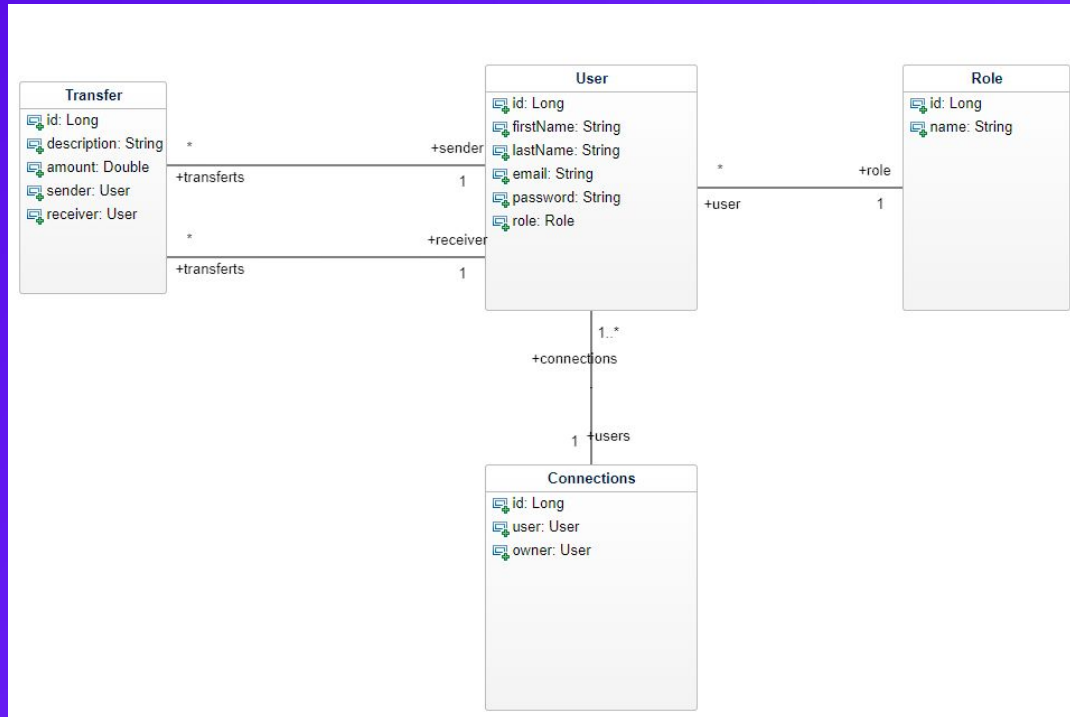 Transfer
id: Long
description: String
amount: Double
sender: User
receiver: User
*
+transferts
+sender
1
*
+transferts
+receiver
1
User
id: Long
firstName: String
lastName: String
email: String
password: String
role: Role
*
+user
+role
1
Role
id: Long
name: String
1..*
+connections
1
+users
Connections
id: Long
user: User
owner: User